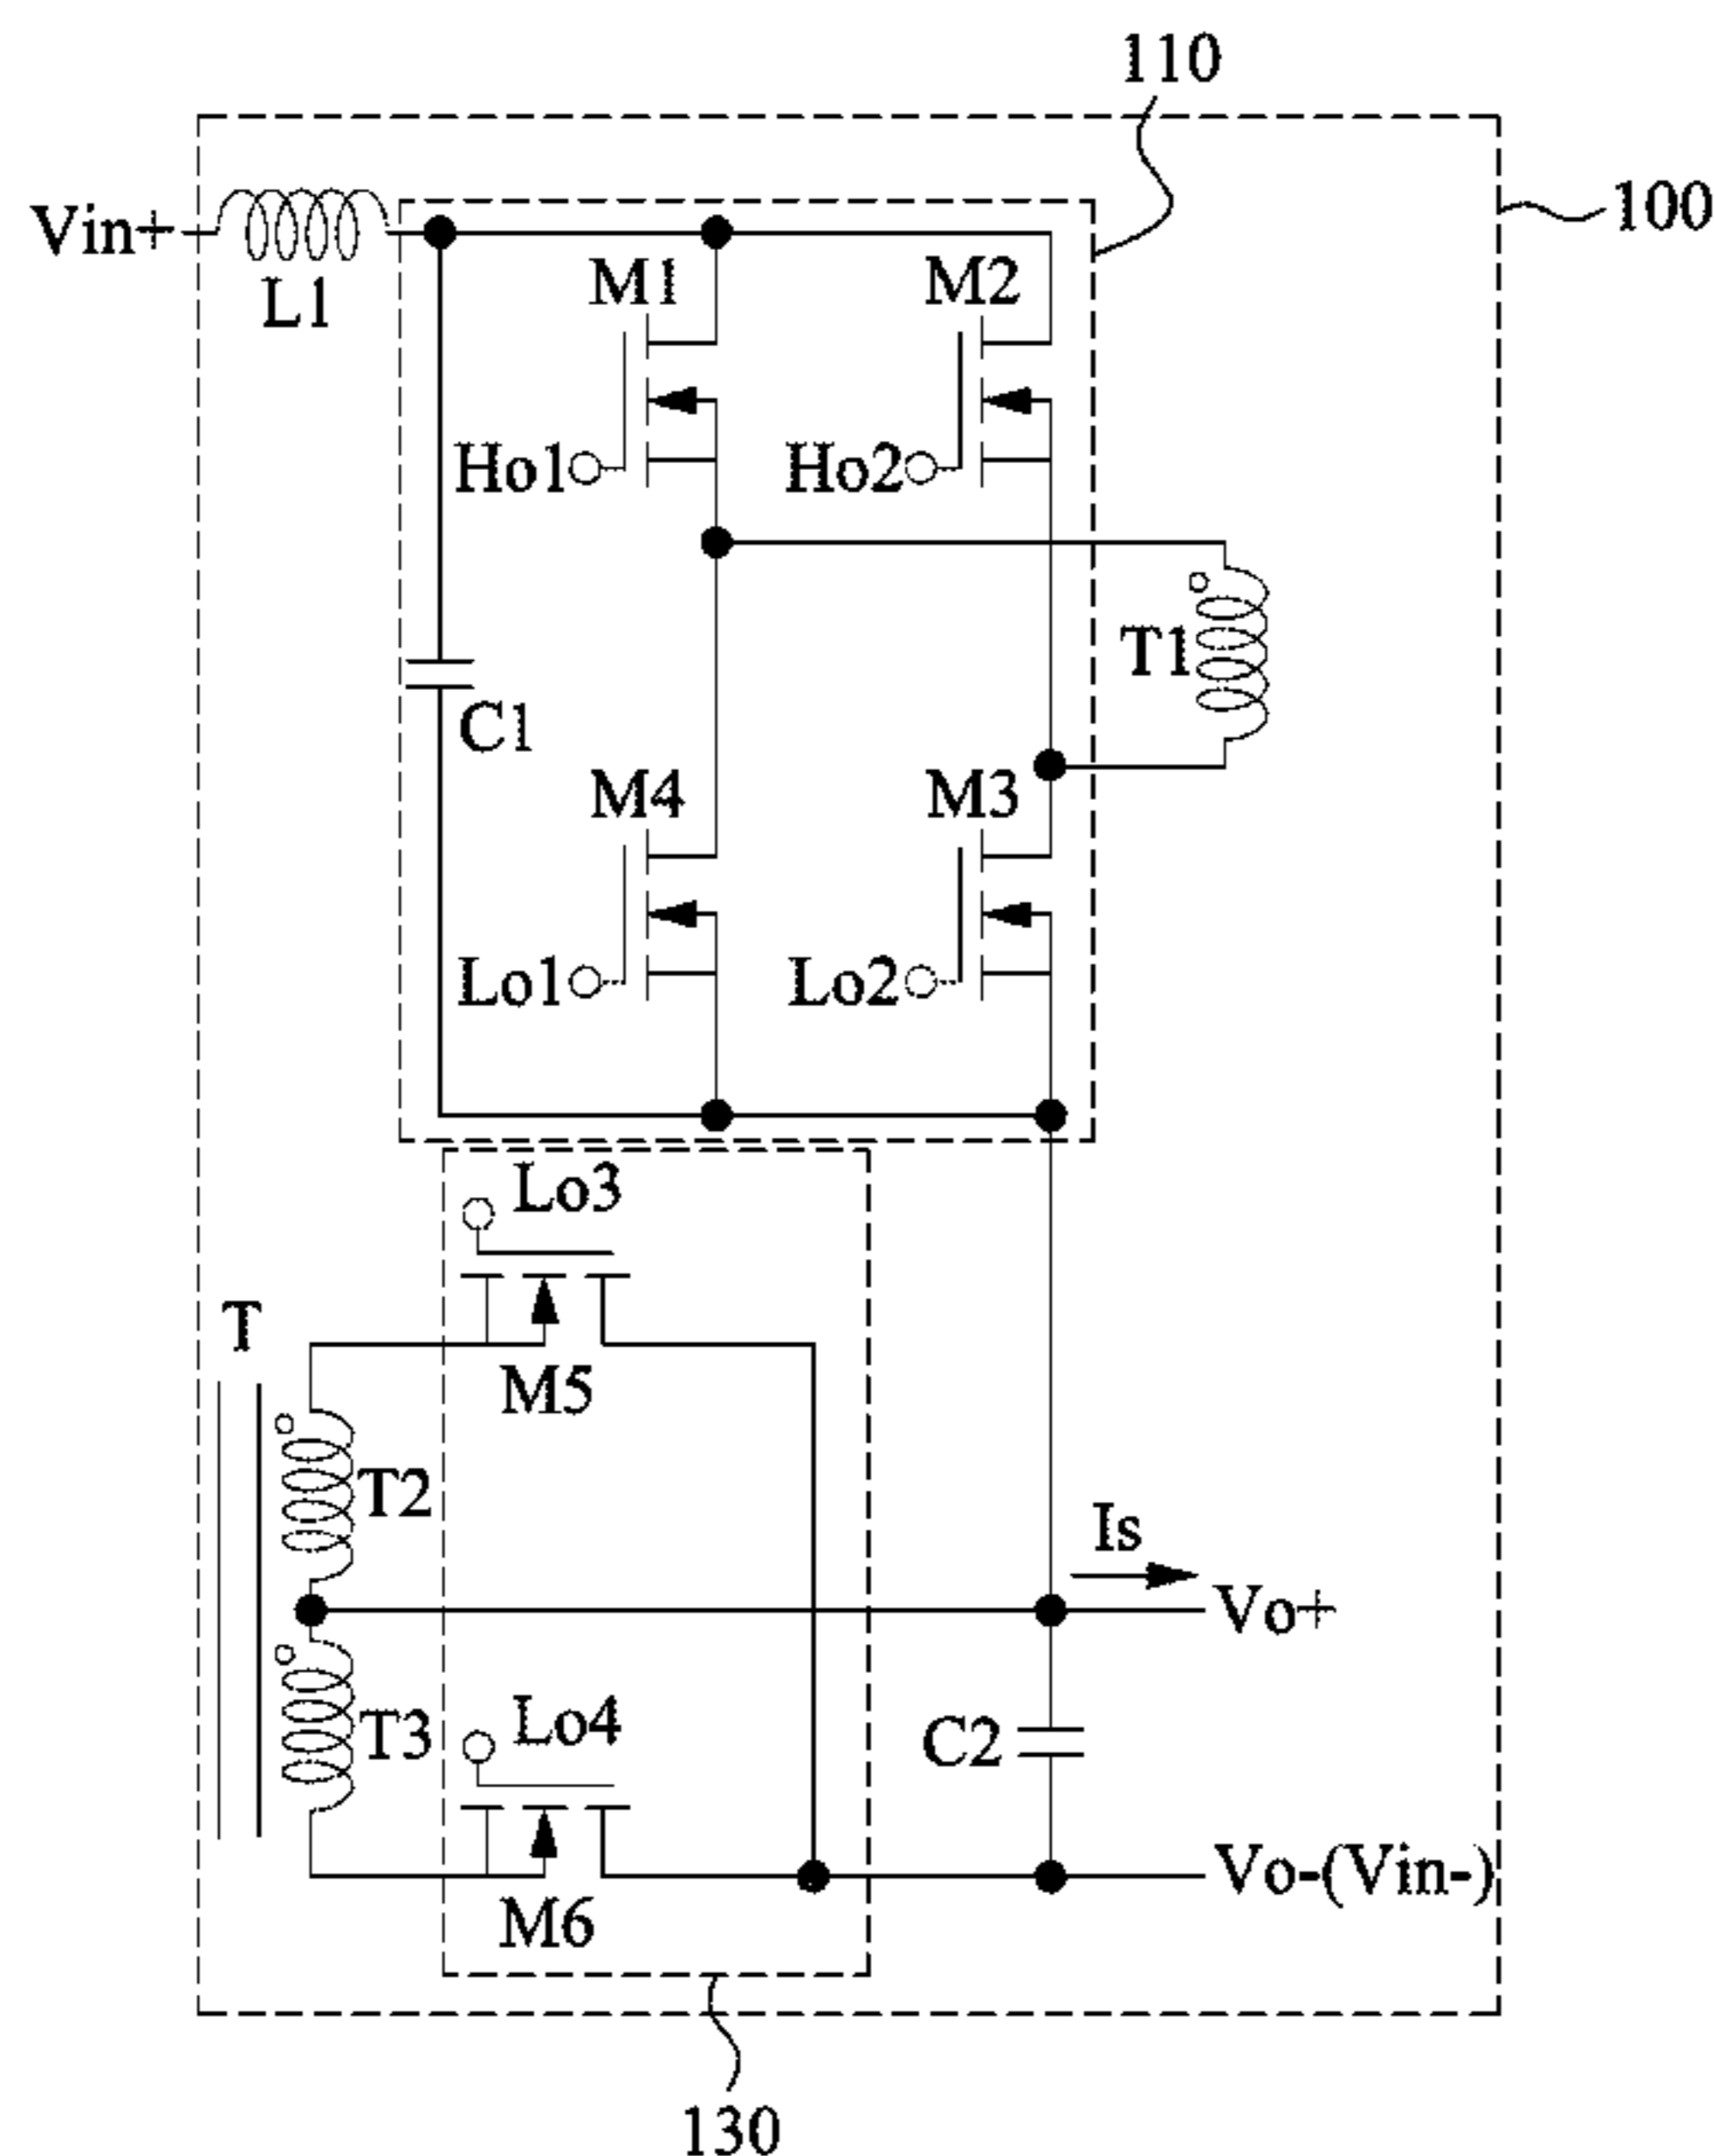 110
100
Vin+
L1
M1
M2
Ho1
Ho2
T1
C1
M4
M3
Lo1
Lo2
Lo3
T
M5
T2
Is
Vo+
Lo4
T3
C2
Vo-(Vin-)
M6
130